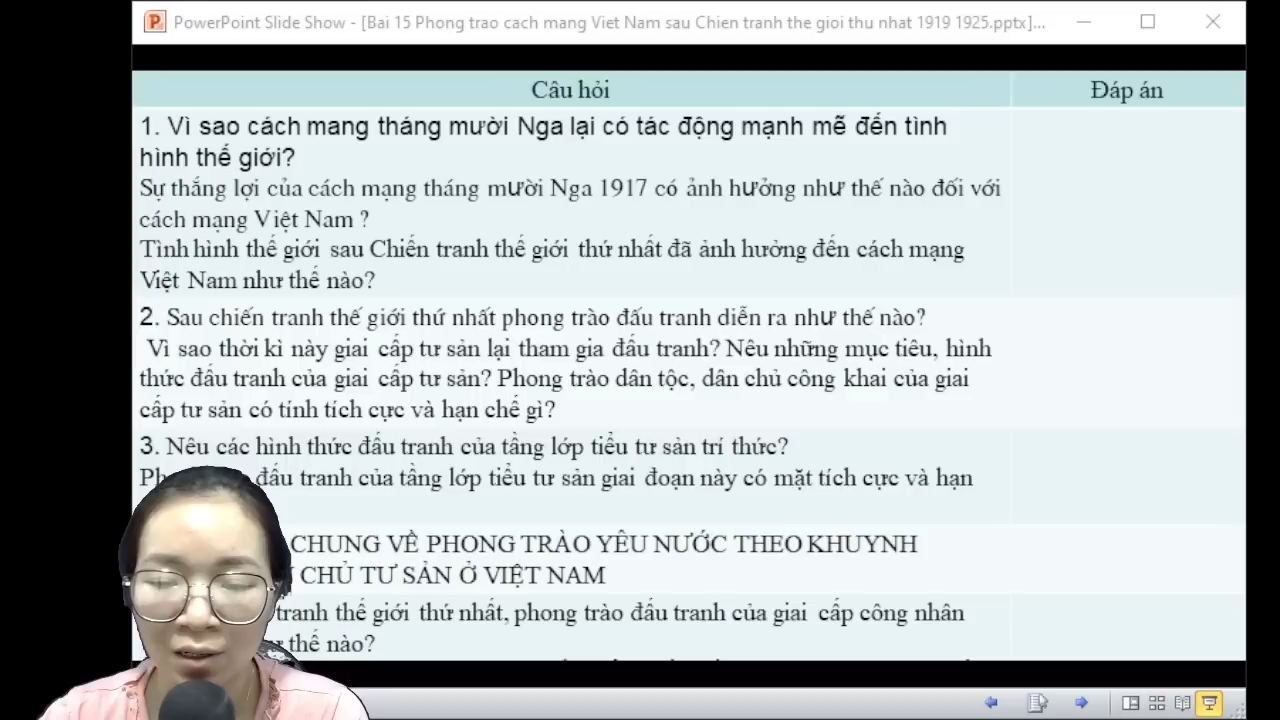 PowerPoint Slide Show - [Bai 15 Phong trao cach mang Viet Nam sau Chien tranh the gioi thu nhat 1919 1925.pptx]...
Câu hỏi
Đáp án
1. Vì sao cách mang tháng mười Nga lại có tác động mạnh mẽ đến tình
hình thế giới?
Sự thắng lợi của cách mạng tháng mười Nga 1917 có ảnh hưởng như thế nào đối với
cách mạng Việt Nam ?
Tình hình thế giới sau Chiến tranh thế giới thứ nhất đã ảnh hưởng đến cách mạng
Việt Nam như thế nào?
2. Sau chiến tranh thế giới thứ nhất phong trào đấu tranh diễn ra như thế nào?
Vì sao thời kì này giai cấp tư sản lại tham gia đấu tranh? Nêu những mục tiêu, hình
thức đấu tranh của giai cấp tư sản? Phong trào dân tộc, dân chủ công khai của giai
cấp tư sản có tính tích cực và hạn chế gì?
3. Nêu các hình thức đấu tranh của tầng lớp tiểu tư sản trí thức?
đấu tranh của tầng lớp tiểu tư sản giai đoạn này có mặt tích cực và hạn
CHUNG VỀ PHONG TRÀO YÊU NƯỚC THEO KHUYNH
CHỦ TƯ SẢN Ở VIỆT NAM
tranh thế giới thứ nhất, phong trào đấu tranh của giai cấp công nhân
thế nào?